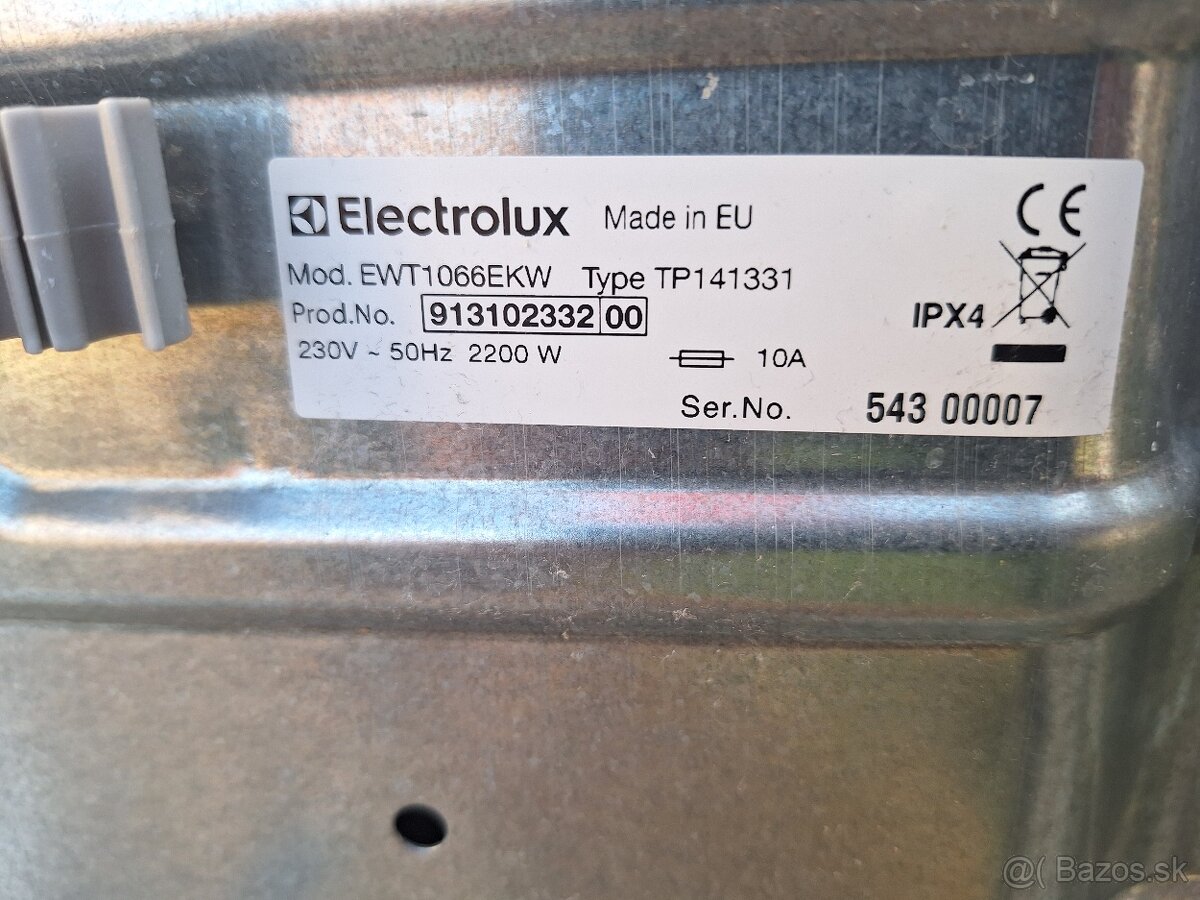 Electrolux Made in EU
CE
Mod. EWT1066EKW Type TP141331
Prod.No. 913102332 00
IPX4
230V ~ 50Hz 2200 W 10A
Ser.No. 543 00007
@( Bazos.sk